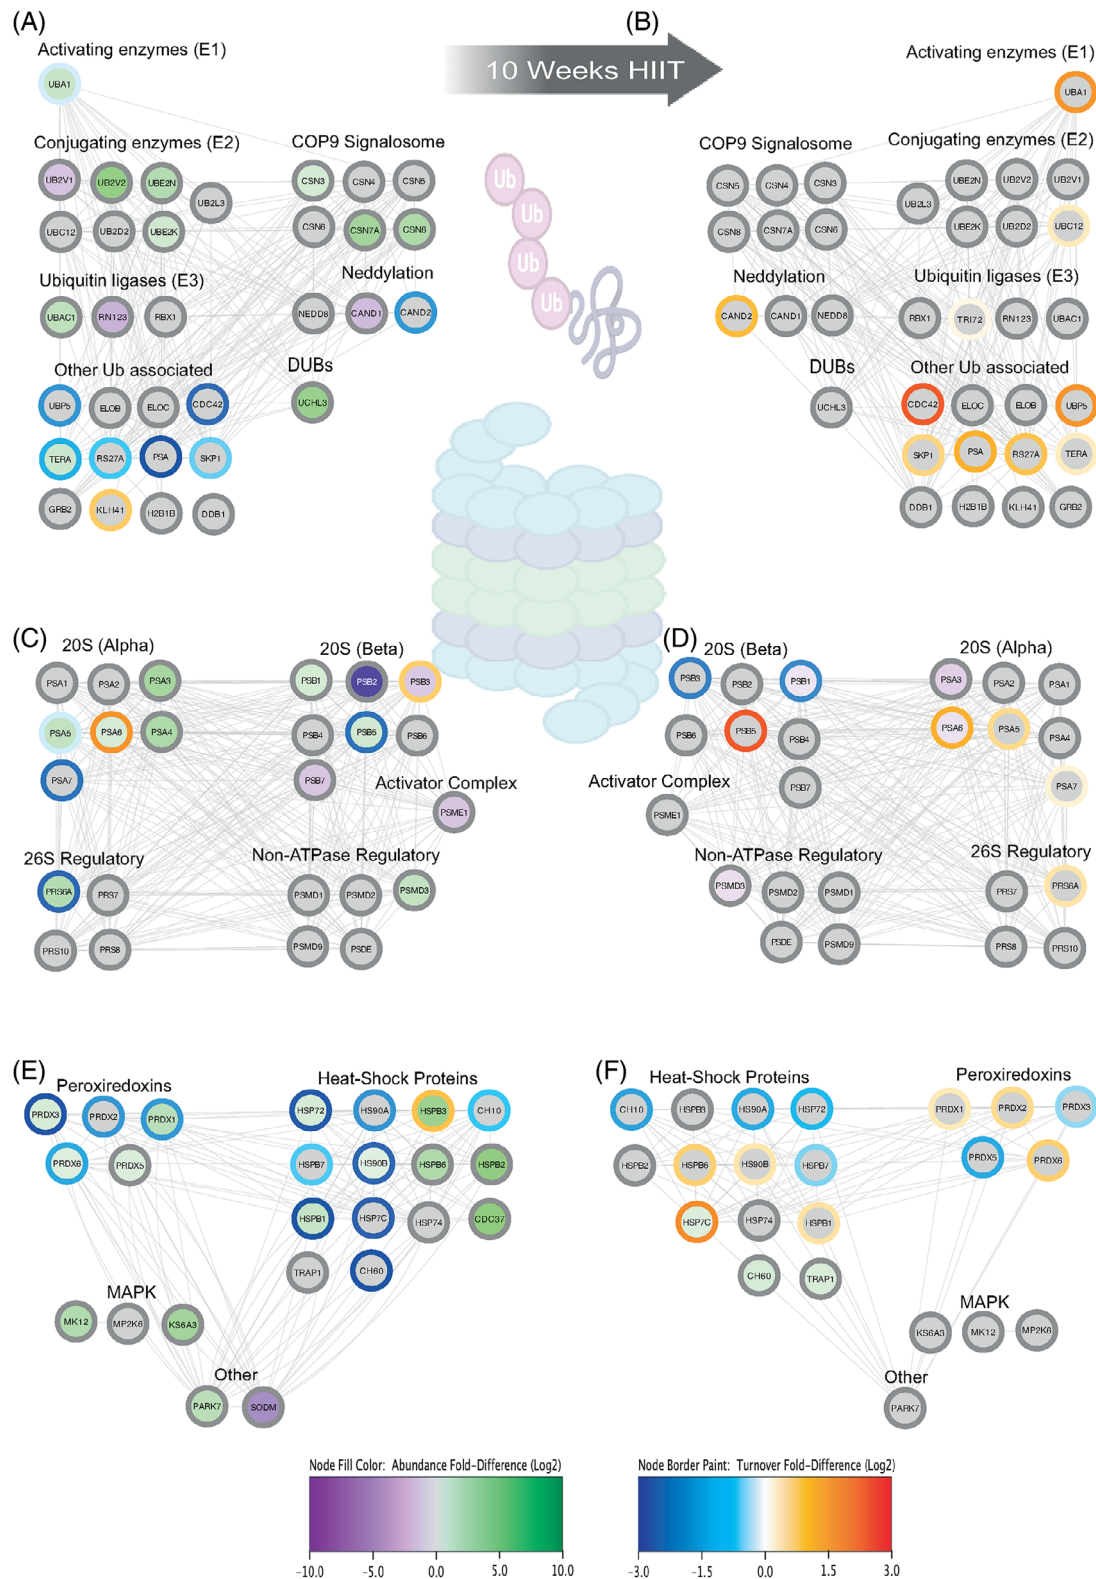 (A)
Activating enzymes (E1)
UBA1
Conjugating enzymes (E2)
COP9 Signalosome
UB2V1 UB2V2 UBE2N UB2L3 CSN3 CSN4 CSN5
UBC12 UB2D2 UBE2K CSN6 CSN7A CSN8
Ubiquitin ligases (E3)
Neddylation
UBAC1 RN123 RBX1 NEDD8 CAND1 CAND2
Other Ub associated
DUBs
UBP5 ELOB ELOC CDC42 UCHL3
TERA RS27A PSA SKP1
GRB2 KLH41 H2B1B DDB1
10 Weeks HIIT
Ub
Ub
Ub
Ub
(B)
Activating enzymes (E1)
UBA1
COP9 Signalosome
Conjugating enzymes (E2)
CSN5 CSN4 CSN3 UB2L3 UBE2N UB2V2 UB2V1
CSN8 CSN7A CSN6 UBE2K UB2D2 UBC12
Neddylation
Ubiquitin ligases (E3)
CAND2 CAND1 NEDD8 RBX1 TRI72 RN123 UBAC1
DUBs
Other Ub associated
UCHL3 CDC42 ELOC ELOB UBP5
SKP1 PSA RS27A TERA
DDB1 H2B1B KLH41 GRB2
(C)
20S (Alpha)
20S (Beta)
PSA1 PSA2 PSA3 PSB1 PSB2 PSB3
PSA5 PSA6 PSA4 PSB4 PSB5 PSB6
PSA7 PSB7
Activator Complex
PSME1
26S Regulatory
Non-ATPase Regulatory
PRS6A PRS7 PSMD1 PSMD2 PSMD3
PRS10 PRS8 PSMD9 PSDE
(D)
20S (Beta)
20S (Alpha)
PSB3 PSB2 PSB1 PSA3 PSA2 PSA1
PSB6 PSB5 PSB4 PSA6 PSA5 PSA4
Activator Complex
PSB7 PSA7
PSME1
Non-ATPase Regulatory
26S Regulatory
PSMD3 PSMD2 PSMD1 PRS7 PRS6A
PSDE PSMD9 PRS8 PRS10
(E)
Peroxiredoxins
Heat-Shock Proteins
PRDX3 PRDX2 PRDX1 HSP72 HS90A HSPB3 CH10
PRDX6 PRDX5 HSPB7 HS90B HSPB6 HSPB2
HSPB1 HSP7C HSP74 CDC37
TRAP1 CH60
MAPK
MK12 MP2K6 KS6A3
Other
PARK7 SODM
(F)
Heat-Shock Proteins
Peroxiredoxins
CH10 HSPB3 HS90A HSP72 PRDX1 PRDX2 PRDX3
HSPB2 HSPB6 HS90B HSPB7 PRDX5 PRDX6
HSP7C HSP74 HSPB1
CH60 TRAP1
MAPK
KS6A3 MK12 MP2K6
Other
PARK7
Node Fill Color: Abundance Fold-Difference (Log2)
-10.0 -5.0 0.0 5.0 10.0
Node Border Paint: Turnover Fold-Difference (Log2)
-3.0 -1.5 0.0 1.5 3.0